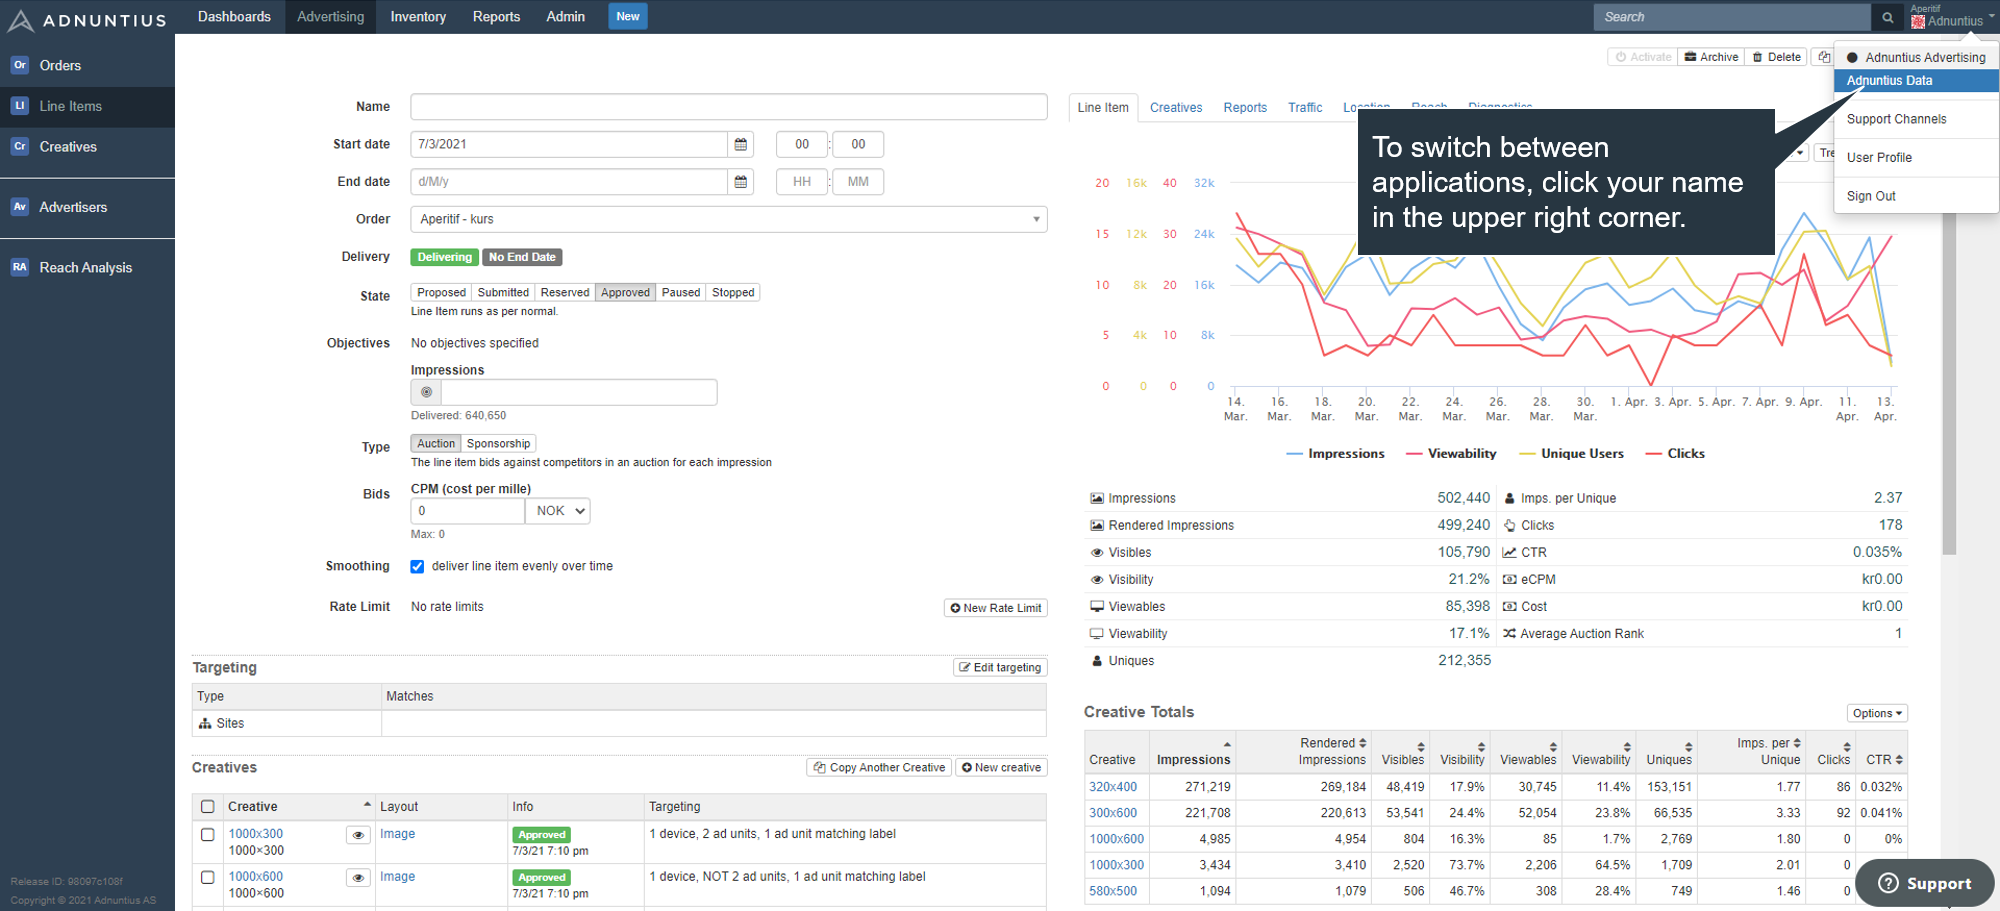 ADNUNTIUS
Dashboards Advertising Inventory Reports Admin New
Search
Aperitif
Adnuntius
Or Orders
LI Line Items
Cr Creatives
Av Advertisers
RA Reach Analysis
Release ID: 98097c108f
Copyright © 2021 Adnuntius AS
Activate Archive Delete
Adnuntius Advertising
Adnuntius Data
Support Channels
User Profile
Sign Out
To switch between
applications, click your name
in the upper right corner.
Name
Start date 7/3/2021 00 : 00
End date d/M/y HH : MM
Order Aperitif - kurs
Delivery Delivering No End Date
State Proposed Submitted Reserved Approved Paused Stopped
Line Item runs as per normal.
Objectives No objectives specified
Impressions
Delivered: 640,650
Type Auction Sponsorship
The line item bids against competitors in an auction for each impression
Bids CPM (cost per mille)
0 NOK
Max: 0
Smoothing deliver line item evenly over time
Rate Limit No rate limits New Rate Limit
Targeting Edit targeting
Type Matches
Sites
Creatives Copy Another Creative New creative
Creative Layout Info Targeting
1000x300 Image Approved 1 device, 2 ad units, 1 ad unit matching label
1000×300 7/3/21 7:10 pm
1000x600 Image Approved 1 device, NOT 2 ad units, 1 ad unit matching label
1000×600 7/3/21 7:10 pm
Line Item Creatives Reports Traffic Location Reach Diagnostics
Tre
20 16k 40 32k
15 12k 30 24k
10 8k 20 16k
5 4k 10 8k
0 0 0 0
14. Mar. 16. Mar. 18. Mar. 20. Mar. 22. Mar. 24. Mar. 26. Mar. 28. Mar. 30. Mar. 1. Apr. 3. Apr. 5. Apr. 7. Apr. 9. Apr. 11. Apr. 13. Apr.
Impressions Viewability Unique Users Clicks
Impressions 502,440 Imps. per Unique 2.37
Rendered Impressions 499,240 Clicks 178
Visibles 105,790 CTR 0.035%
Visibility 21.2% eCPM kr0.00
Viewables 85,398 Cost kr0.00
Viewability 17.1% Average Auction Rank 1
Uniques 212,355
Creative Totals Options
Creative Impressions Rendered Impressions Visibles Visibility Viewables Viewability Uniques Imps. per Unique Clicks CTR
320x400 271,219 269,184 48,419 17.9% 30,745 11.4% 153,151 1.77 86 0.032%
300x600 221,708 220,613 53,541 24.4% 52,054 23.8% 66,535 3.33 92 0.041%
1000x600 4,985 4,954 804 16.3% 85 1.7% 2,769 1.80 0 0%
1000x300 3,434 3,410 2,520 73.7% 2,206 64.5% 1,709 2.01 0
580x500 1,094 1,079 506 46.7% 308 28.4% 749 1.46 0
Support